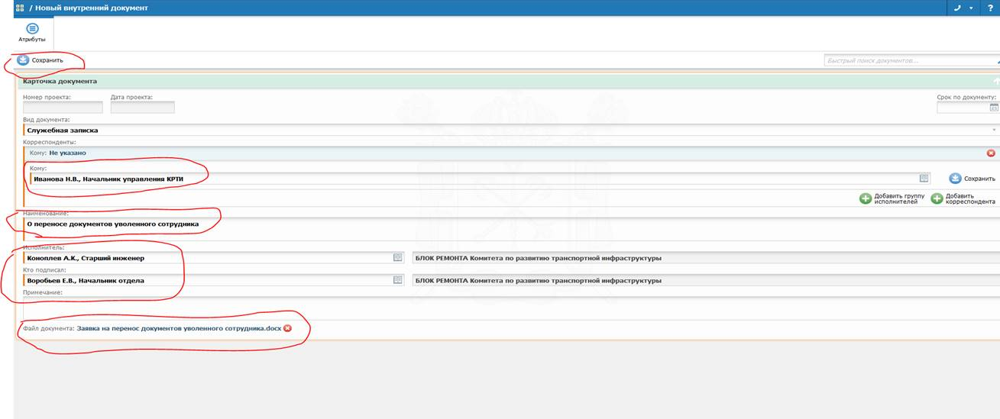 / Новый внутренний документ
?
Атрибуты
Сохранить
Быстрый поиск документов...
Карточка документа
Номер проекта: Дата проекта: Срок по документу:
Вид документа:
Служебная записка
Корреспонденты:
Кому: Не указано
Кому:
Иванова Н.В., Начальник управления КРТИ Сохранить
Добавить группу исполнителей Добавить корреспондента
Наименование:
О переносе документов уволенного сотрудника
Исполнитель:
Коноплев А.К., Старший инженер БЛОК РЕМОНТА Комитета по развитию транспортной инфраструктуры
Кто подписал:
Воробьев Е.В., Начальник отдела БЛОК РЕМОНТА Комитета по развитию транспортной инфраструктуры
Примечание:
Файл документа: Заявка на перенос документов уволенного сотрудника.docx